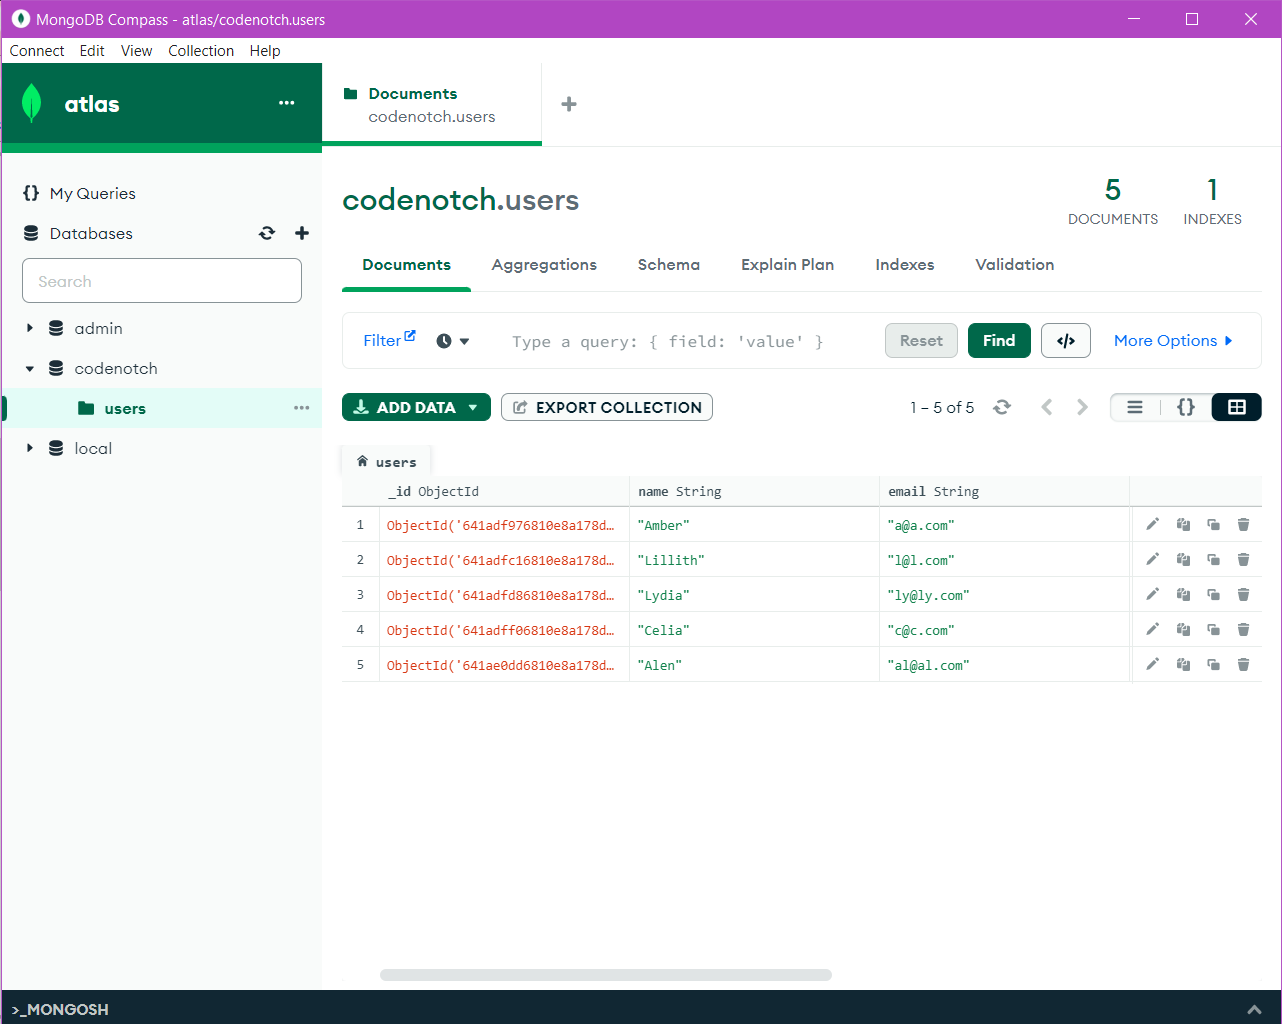 MongoDB Compass - atlas/codenotch.users
Connect Edit View Collection Help
atlas
Documents
codenotch.users
My Queries
Databases
Search
admin
codenotch
users
local
codenotch.users
5
DOCUMENTS
1
INDEXES
Documents Aggregations Schema Explain Plan Indexes Validation
Filter Type a query: { field: 'value' } Reset Find </> More Options
ADD DATA EXPORT COLLECTION 1 – 5 of 5 {}
users
_id ObjectId name String email String
1 ObjectId('641adf976810e8a178d… "Amber" "a@a.com"
2 ObjectId('641adfc16810e8a178d… "Lillith" "l@l.com"
3 ObjectId('641adfd86810e8a178d… "Lydia" "ly@ly.com"
4 ObjectId('641adff06810e8a178d… "Celia" "c@c.com"
5 ObjectId('641ae0dd6810e8a178d… "Alen" "al@al.com"
>_MONGOSH